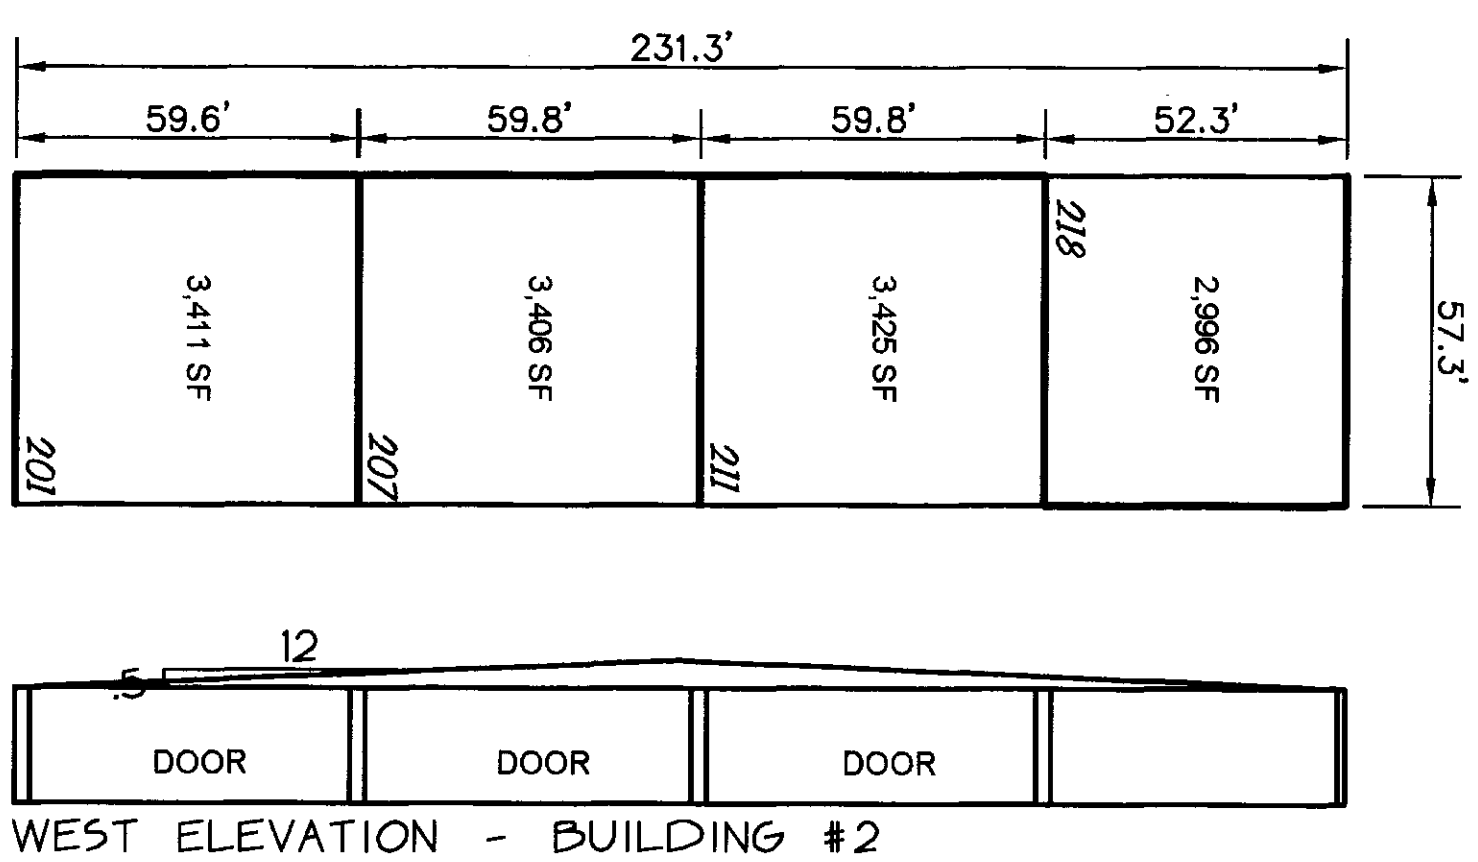 231.3'
59.6'
59.8'
59.8'
52.3'
218
3,411 SF
3,406 SF
3,425 SF
2,996 SF
57.3'
201
207
211
12
.5
DOOR
DOOR
DOOR
WEST ELEVATION - BUILDING #2